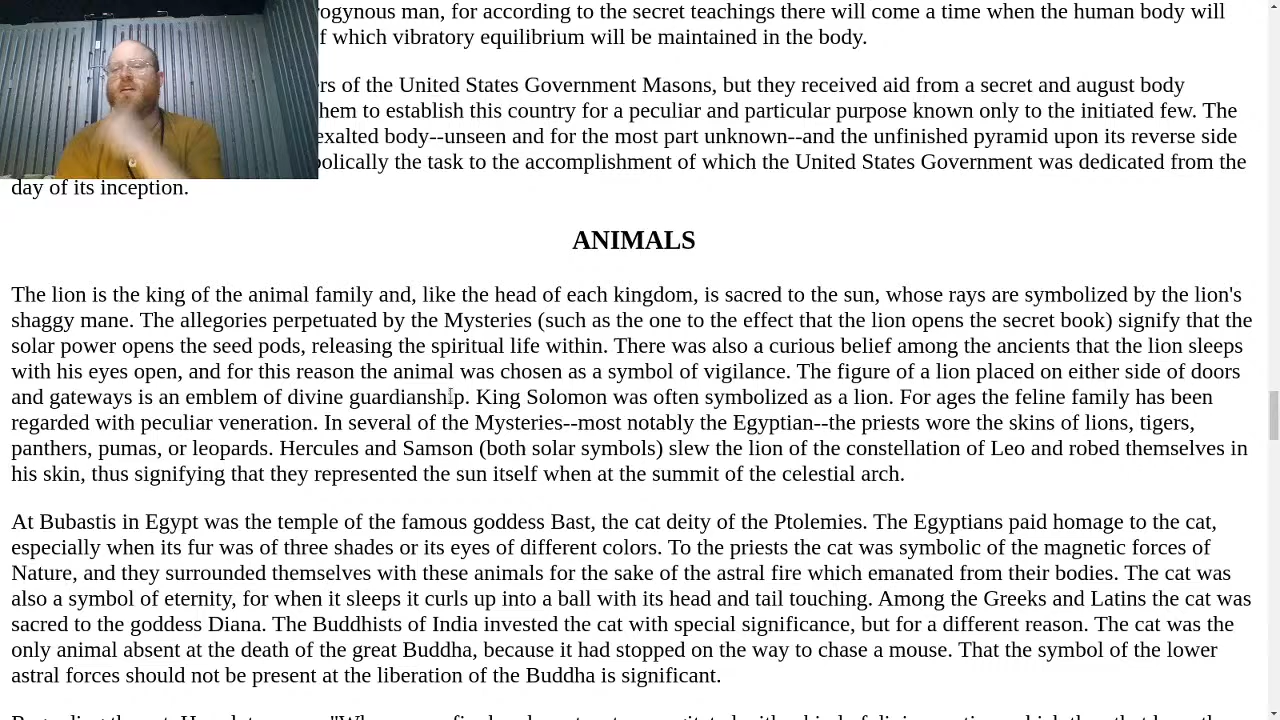 rogynous man, for according to the secret teachings there will come a time when the human body will
f which vibratory equilibrium will be maintained in the body.
rs of the United States Government Masons, but they received aid from a secret and august body
hem to establish this country for a peculiar and particular purpose known only to the initiated few. The
exalted body--unseen and for the most part unknown--and the unfinished pyramid upon its reverse side
bolically the task to the accomplishment of which the United States Government was dedicated from the
day of its inception.
ANIMALS
The lion is the king of the animal family and, like the head of each kingdom, is sacred to the sun, whose rays are symbolized by the lion's
shaggy mane. The allegories perpetuated by the Mysteries (such as the one to the effect that the lion opens the secret book) signify that the
solar power opens the seed pods, releasing the spiritual life within. There was also a curious belief among the ancients that the lion sleeps
with his eyes open, and for this reason the animal was chosen as a symbol of vigilance. The figure of a lion placed on either side of doors
and gateways is an emblem of divine guardianship. King Solomon was often symbolized as a lion. For ages the feline family has been
regarded with peculiar veneration. In several of the Mysteries--most notably the Egyptian--the priests wore the skins of lions, tigers,
panthers, pumas, or leopards. Hercules and Samson (both solar symbols) slew the lion of the constellation of Leo and robed themselves in
his skin, thus signifying that they represented the sun itself when at the summit of the celestial arch.
At Bubastis in Egypt was the temple of the famous goddess Bast, the cat deity of the Ptolemies. The Egyptians paid homage to the cat,
especially when its fur was of three shades or its eyes of different colors. To the priests the cat was symbolic of the magnetic forces of
Nature, and they surrounded themselves with these animals for the sake of the astral fire which emanated from their bodies. The cat was
also a symbol of eternity, for when it sleeps it curls up into a ball with its head and tail touching. Among the Greeks and Latins the cat was
sacred to the goddess Diana. The Buddhists of India invested the cat with special significance, but for a different reason. The cat was the
only animal absent at the death of the great Buddha, because it had stopped on the way to chase a mouse. That the symbol of the lower
astral forces should not be present at the liberation of the Buddha is significant.